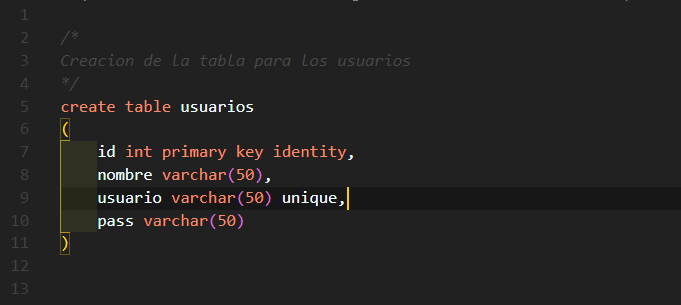 1
2 /*
3 Creacion de la tabla para los usuarios
4 */
5 create table usuarios
6 (
7 id int primary key identity,
8 nombre varchar(50),
9 usuario varchar(50) unique,
10 pass varchar(50)
11 )
12
13